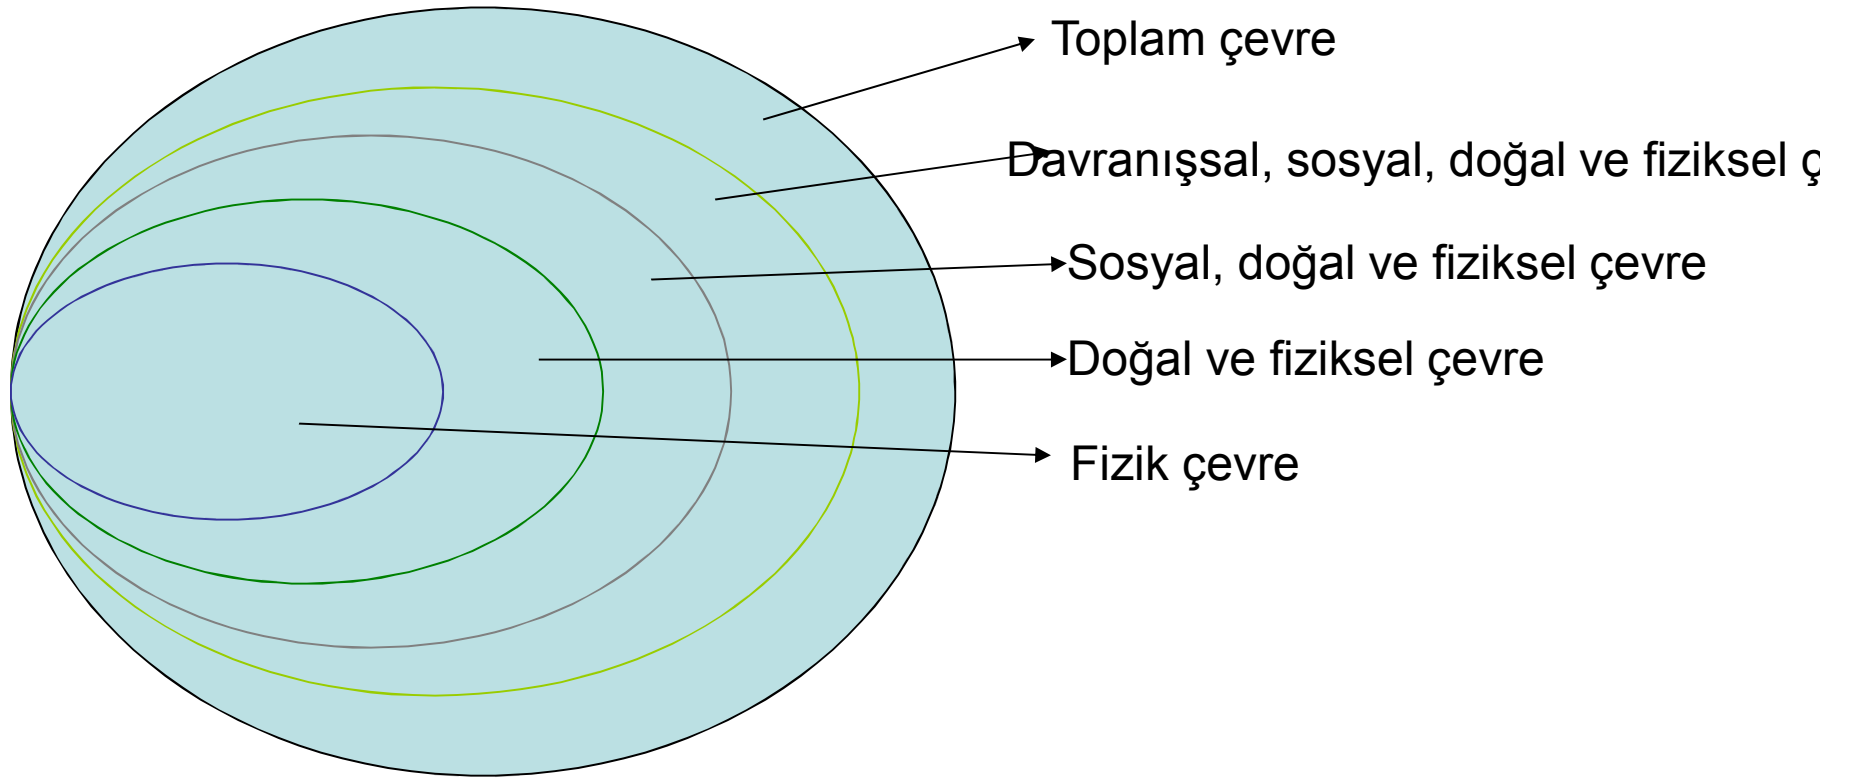 Toplam çevre
Davranışsal, sosyal, doğal ve fiziksel ç
Sosyal, doğal ve fiziksel çevre
Doğal ve fiziksel çevre
Fizik çevre